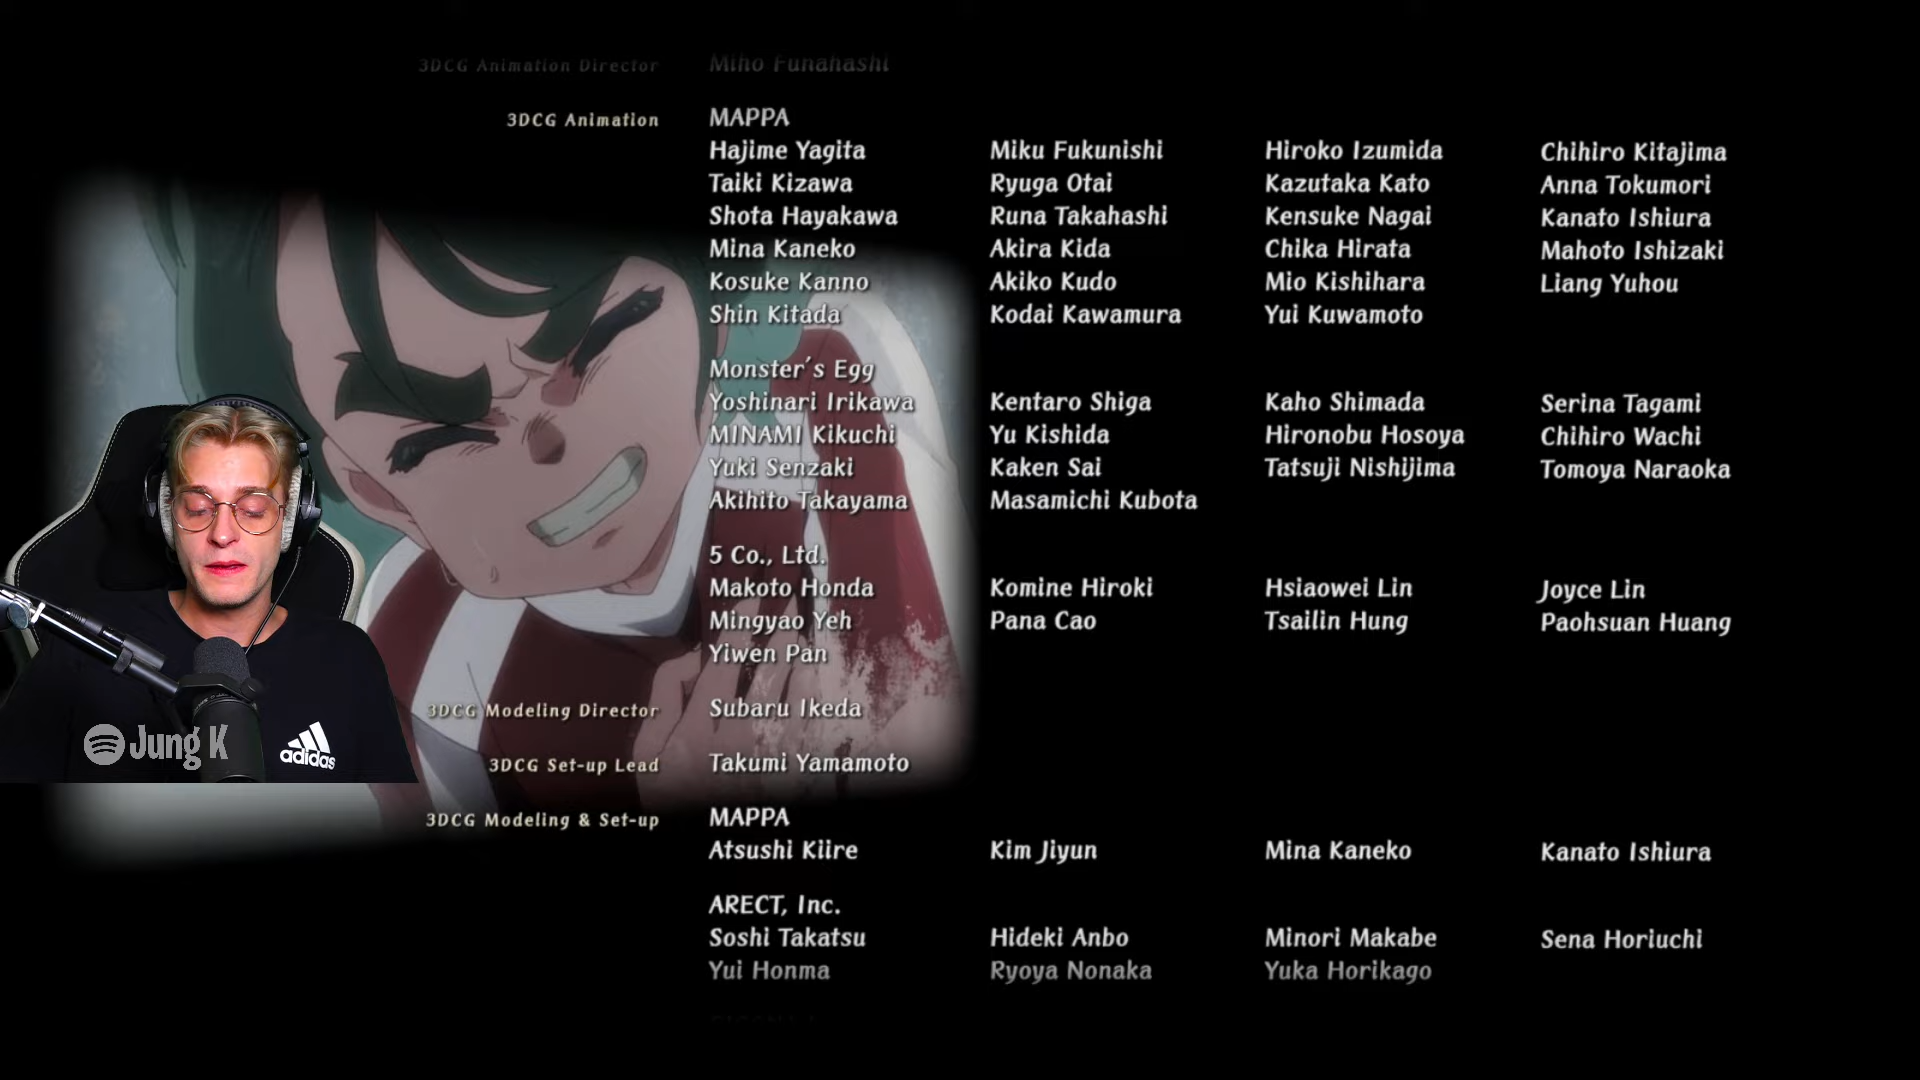 3DCG Animation Director Miho Funahashi
3DCG Animation MAPPA
Hajime Yagita Miku Fukunishi Hiroko Izumida Chihiro Kitajima
Taiki Kizawa Ryuga Otai Kazutaka Kato Anna Tokumori
Shota Hayakawa Runa Takahashi Kensuke Nagai Kanato Ishiura
Mina Kaneko Akira Kida Chika Hirata Mahoto Ishizaki
Kosuke Kanno Akiko Kudo Mio Kishihara Liang Yuhou
Shin Kitada Kodai Kawamura Yui Kuwamoto
Monster's Egg
Yoshinari Irikawa Kentaro Shiga Kaho Shimada Serina Tagami
MINAMI Kikuchi Yu Kishida Hironobu Hosoya Chihiro Wachi
Yuki Senzaki Kaken Sai Tatsuji Nishijima Tomoya Naraoka
Akihito Takayama Masamichi Kubota
5 Co., Ltd.
Makoto Honda Komine Hiroki Hsiaowei Lin Joyce Lin
Mingyao Yeh Pana Cao Tsailin Hung Paohsuan Huang
Yiwen Pan
3DCG Modeling Director Subaru Ikeda
Jung K
adidas
3DCG Set-up Lead Takumi Yamamoto
3DCG Modeling & Set-up MAPPA
Atsushi Kiire Kim Jiyun Mina Kaneko Kanato Ishiura
ARECT, Inc.
Soshi Takatsu Hideki Anbo Minori Makabe Sena Horiuchi
Yui Honma Ryoya Nonaka Yuka Horikago